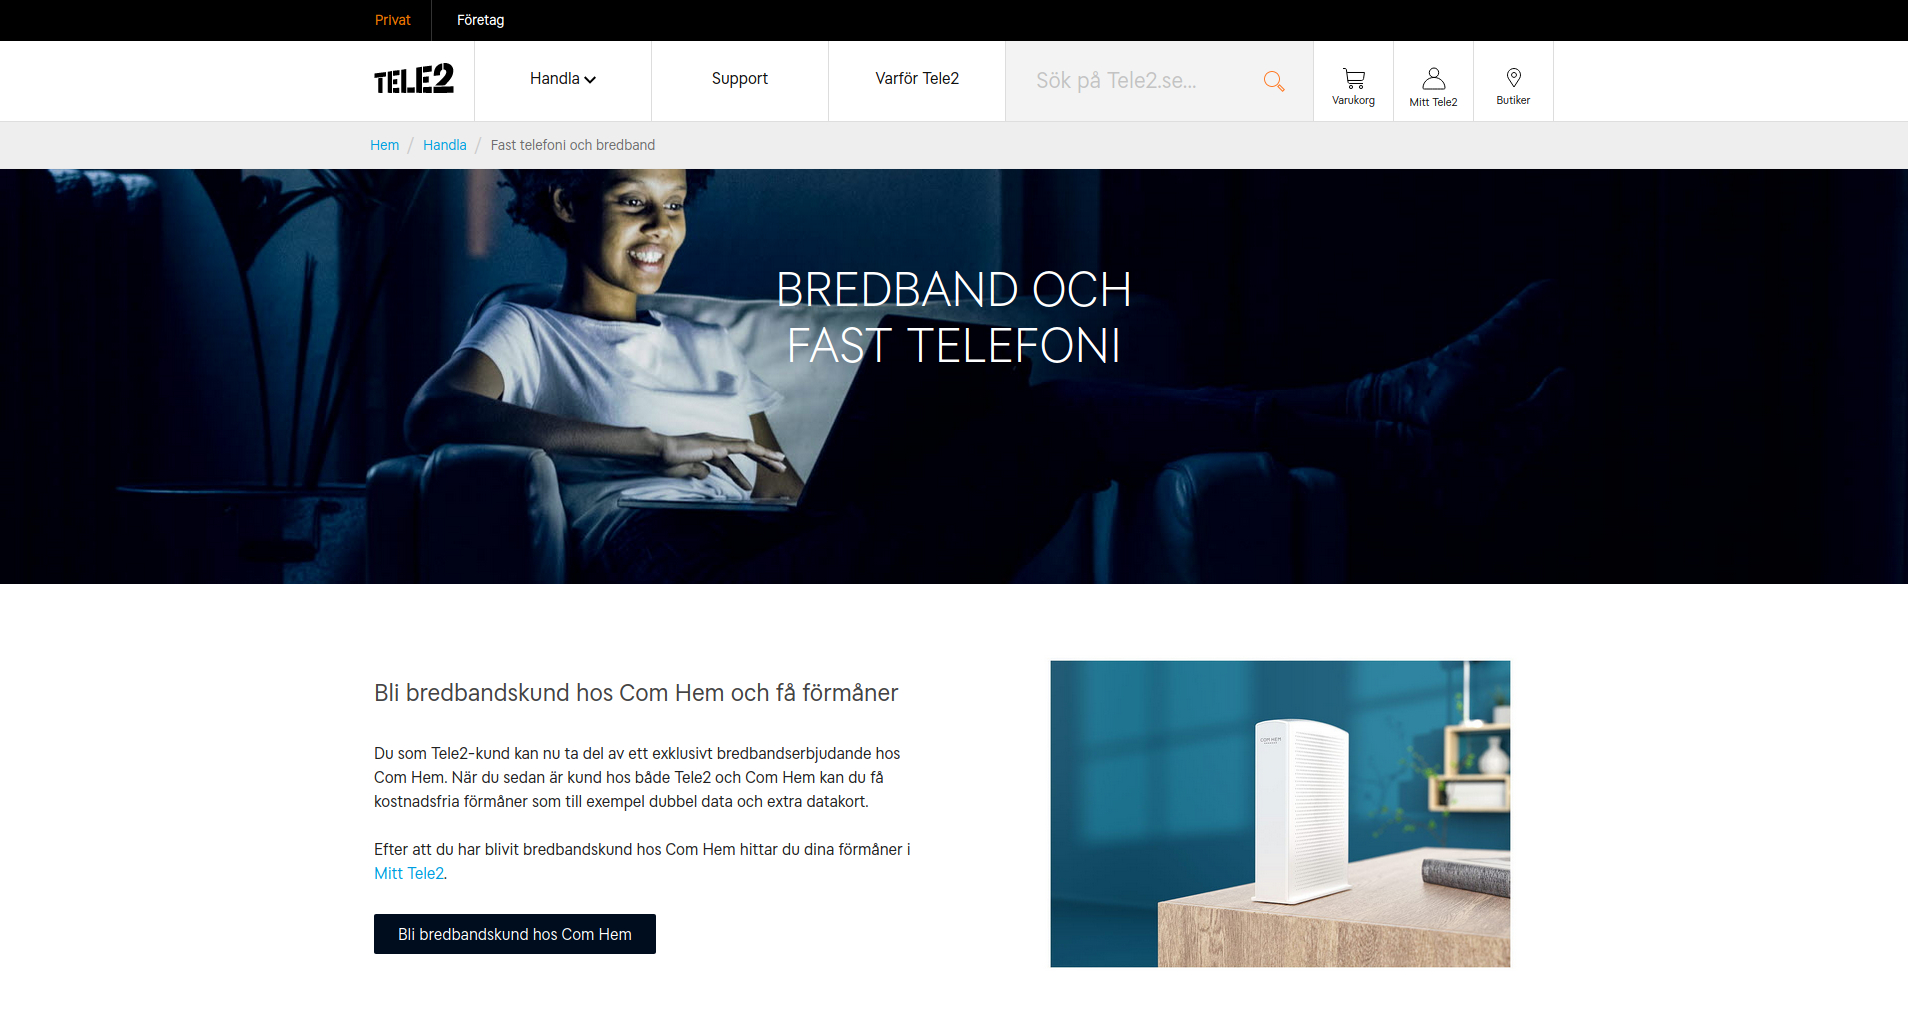 Privat
Företag
TELE2
Handla
Support
Varför Tele2
Sök på Tele2.se...
Varukorg
Mitt Tele2
Butiker
Hem / Handla / Fast telefoni och bredband
BREDBAND OCH
FAST TELEFONI
Bli bredbandskund hos Com Hem och få förmåner
Du som Tele2-kund kan nu ta del av ett exklusivt bredbandserbjudande hos
Com Hem. När du sedan är kund hos både Tele2 och Com Hem kan du få
kostnadsfria förmåner som till exempel dubbel data och extra datakort.
Efter att du har blivit bredbandskund hos Com Hem hittar du dina förmåner i
Mitt Tele2.
Bli bredbandskund hos Com Hem
COM HEM